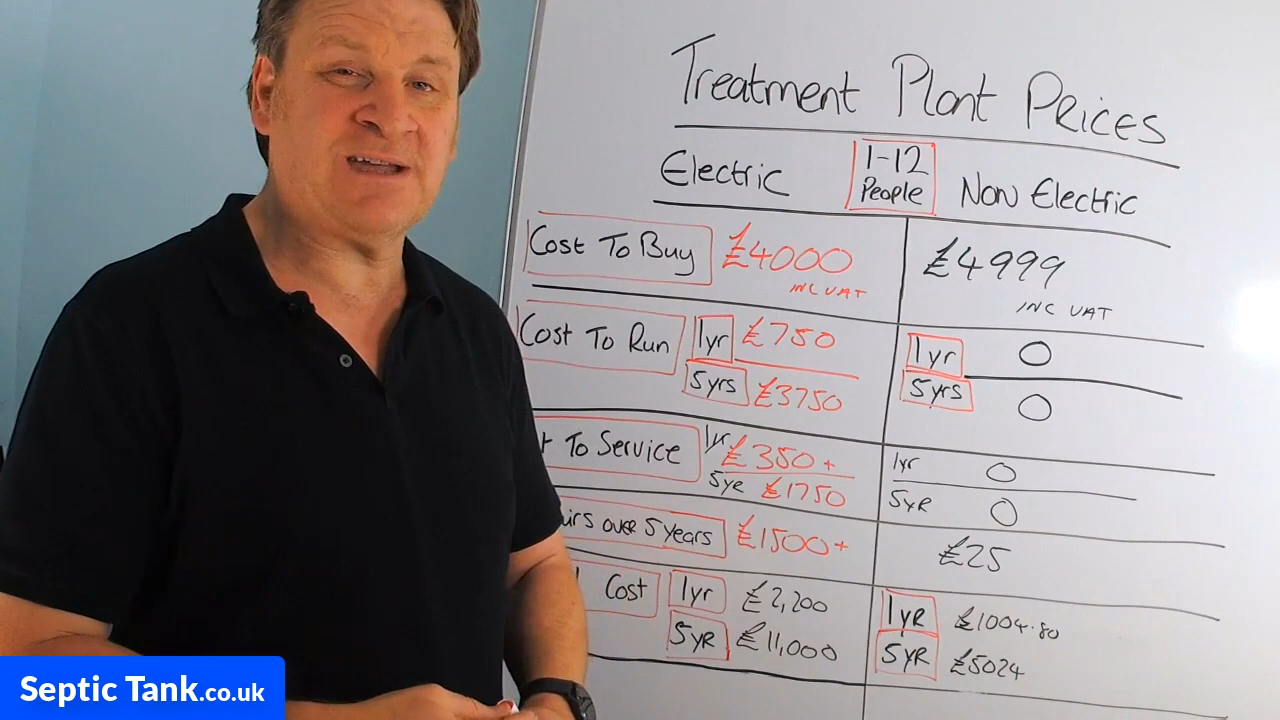 Treatment Plant Prices
Electric 1-12 People Non Electric
Cost To Buy £4000 INC VAT £4999 INC VAT
Cost To Run 1yr £750 1yr 0
5yrs £3750 5yrs 0
To Service 1yr £350+ 1yr 0
5yr £1750 5yR 0
over 5 years £1500+ £25
Cost 1yr £2,200 1yR £1004.80
5yR £11,000 5yR £5024
Septic Tank.co.uk